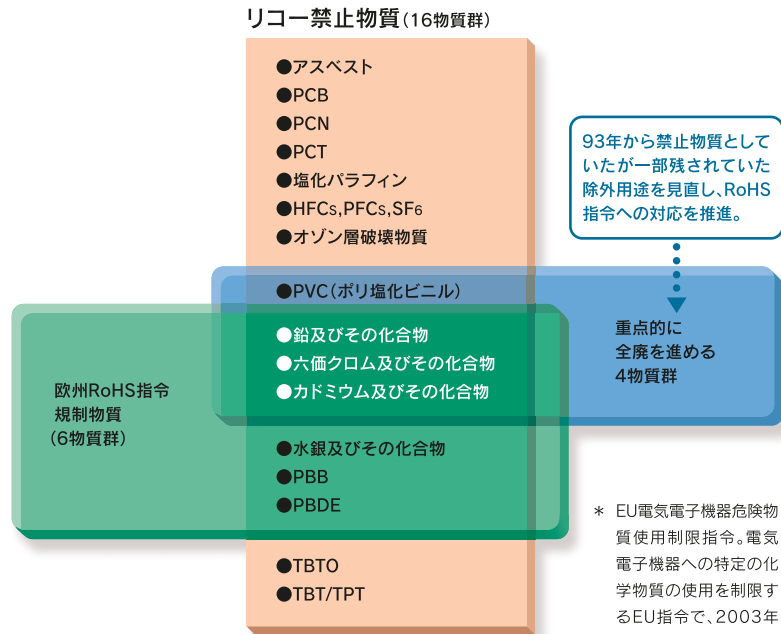 リコー禁止物質(16物質群)
●アスベスト
●PCB
●PCN
●PCT
●塩化パラフィン
●HFCs,PFCs,SF6
●オゾン層破壊物質
●PVC(ポリ塩化ビニル)
●鉛及びその化合物
●六価クロム及びその化合物
●カドミウム及びその化合物
●水銀及びその化合物
●PBB
●PBDE
●TBTO
●TBT/TPT
93年から禁止物質として
いたが一部残されていた
除外用途を見直し、RoHS
指令への対応を推進。
重点的に
全廃を進める
4物質群
欧州RoHS指令
規制物質
(6物質群)
* EU電気電子機器危険物
質使用制限指令。電気
電子機器への特定の化
学物質の使用を制限す
るEU指令で、2003年